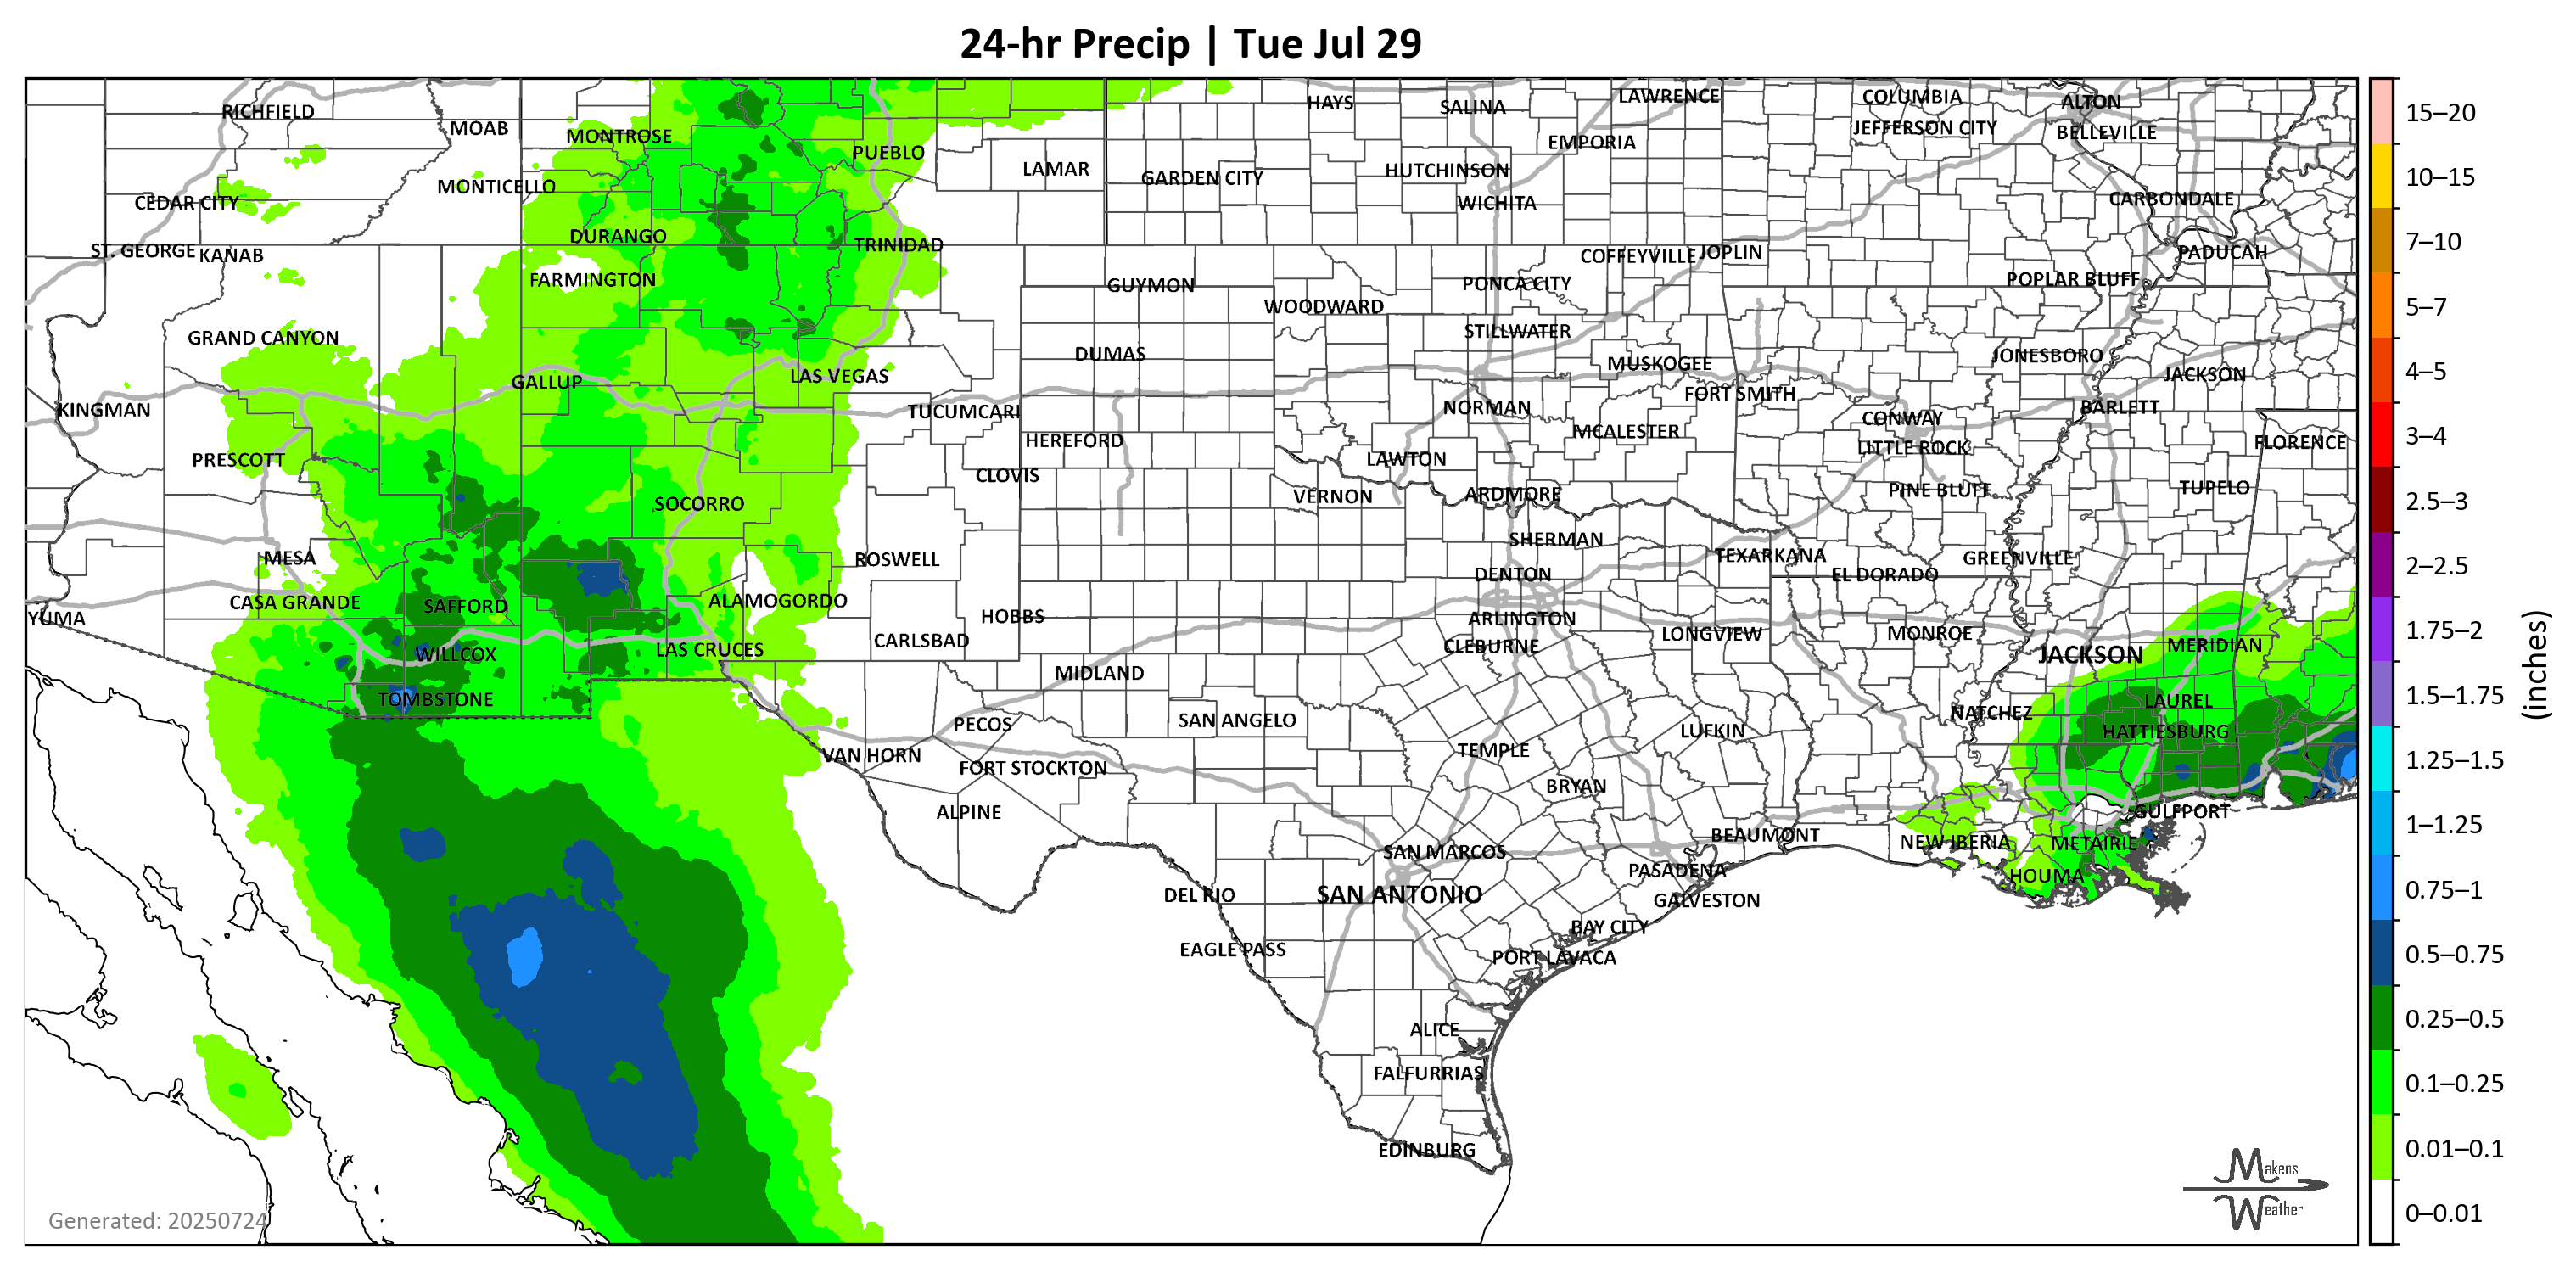 24-hr Precip | Tue Jul 29
RICHFIELD
MOAB
MONTROSE
PUEBLO
LAMAR
HAYS
SALINA
LAWRENCE
COLUMBIA
ALTON
JEFFERSON CITY
BELLEVILLE
EMPORIA
HUTCHINSON
GARDEN CITY
WICHITA
MONTICELLO
CEDAR CITY
CARBONDALE
DURANGO
TRINIDAD
ST. GEORGE
KANAB
COFFEYVILLE
JOPLIN
PADUCAH
FARMINGTON
GUYMON
PONCA CITY
POPLAR BLUFF
WOODWARD
GRAND CANYON
STILLWATER
DUMAS
MUSKOGEE
JONESBORO
GALLUP
LAS VEGAS
JACKSON
FORT SMITH
KINGMAN
TUCUMCARI
NORMAN
CONWAY
BARLETT
HEREFORD
MCALESTER
LITTLE ROCK
FLORENCE
PRESCOTT
CLOVIS
LAWTON
VERNON
ARDMORE
PINE BLUFF
TUPELO
SOCORRO
MESA
ROSWELL
SHERMAN
TEXARKANA
GREENVILLE
DENTON
EL DORADO
CASA GRANDE
SAFFORD
ALAMOGORDO
HOBBS
ARLINGTON
YUMA
CARLSBAD
CLEBURNE
LONGVIEW
MONROE
MERIDIAN
WILLCOX
LAS CRUCES
JACKSON
MIDLAND
TOMBSTONE
LAUREL
PECOS
SAN ANGELO
NATCHEZ
HATTIESBURG
VAN HORN
TEMPLE
LUFKIN
FORT STOCKTON
BRYAN
ALPINE
GULFPORT
BEAUMONT
NEW IBERIA
METAIRIE
SAN MARCOS
PASADENA
HOUMA
DEL RIO
SAN ANTONIO
GALVESTON
BAY CITY
EAGLE PASS
PORT LAVACA
ALICE
FALFURRIAS
EDINBURG
Generated: 20250724
Makens
Weather
15–20
10–15
7–10
5–7
4–5
3–4
2.5–3
2–2.5
1.75–2
1.5–1.75
1.25–1.5
1–1.25
0.75–1
0.5–0.75
0.25–0.5
0.1–0.25
0.01–0.1
0–0.01
(inches)